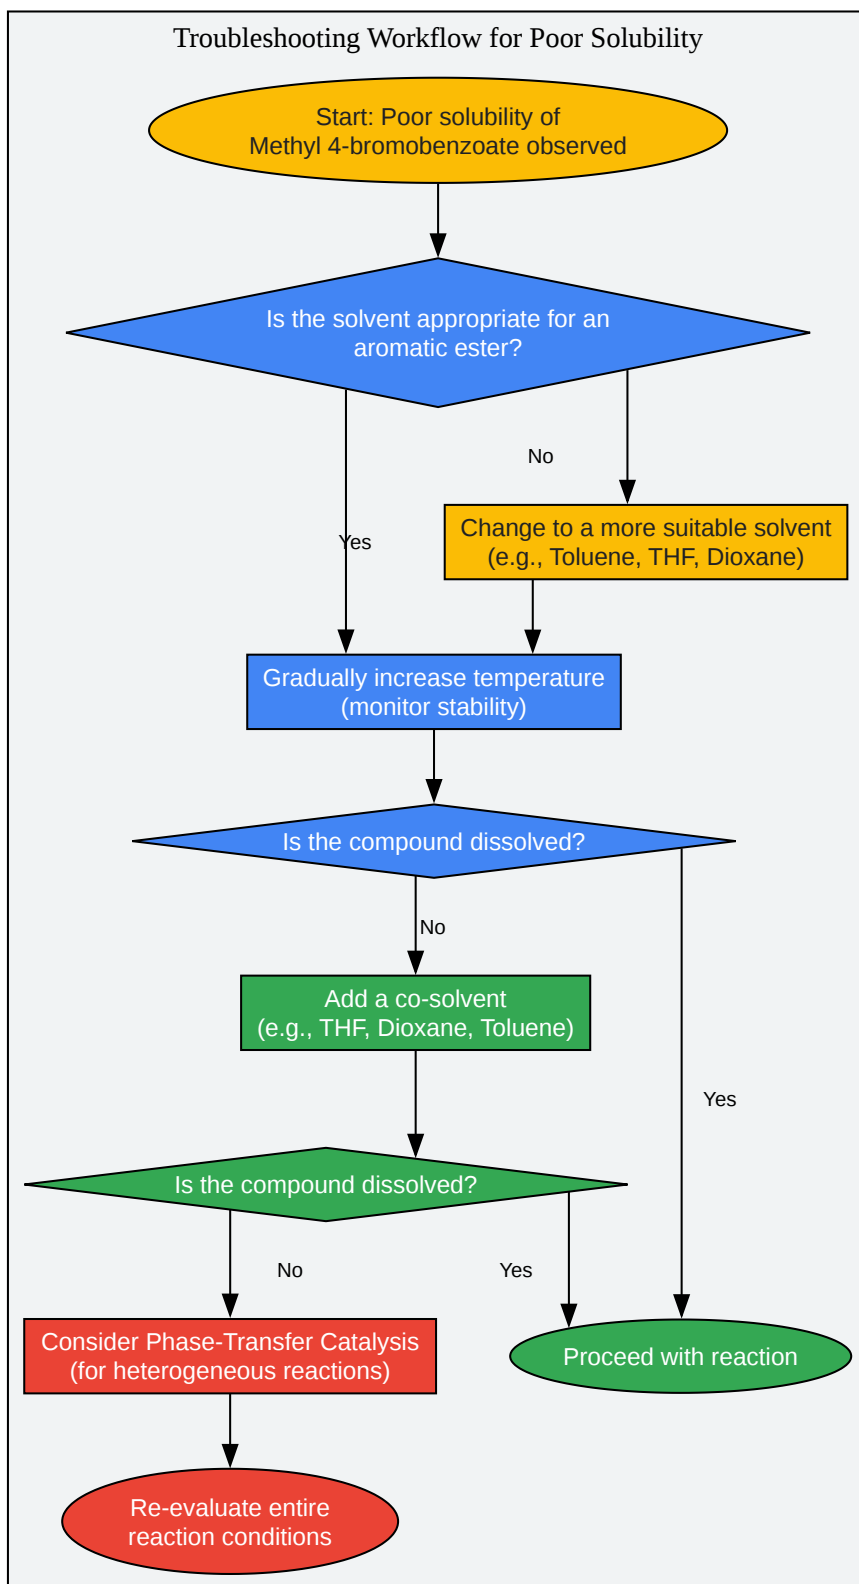 Troubleshooting Workflow for Poor Solubility
Start: Poor solubility of
Methyl 4-bromobenzoate observed
Is the solvent appropriate for an
aromatic ester?
No
Yes
Change to a more suitable solvent
(e.g., Toluene, THF, Dioxane)
Gradually increase temperature
(monitor stability)
Is the compound dissolved?
No
Add a co-solvent
(e.g., THF, Dioxane, Toluene)
Yes
Is the compound dissolved?
No
Yes
Consider Phase-Transfer Catalysis
(for heterogeneous reactions)
Proceed with reaction
Re-evaluate entire
reaction conditions